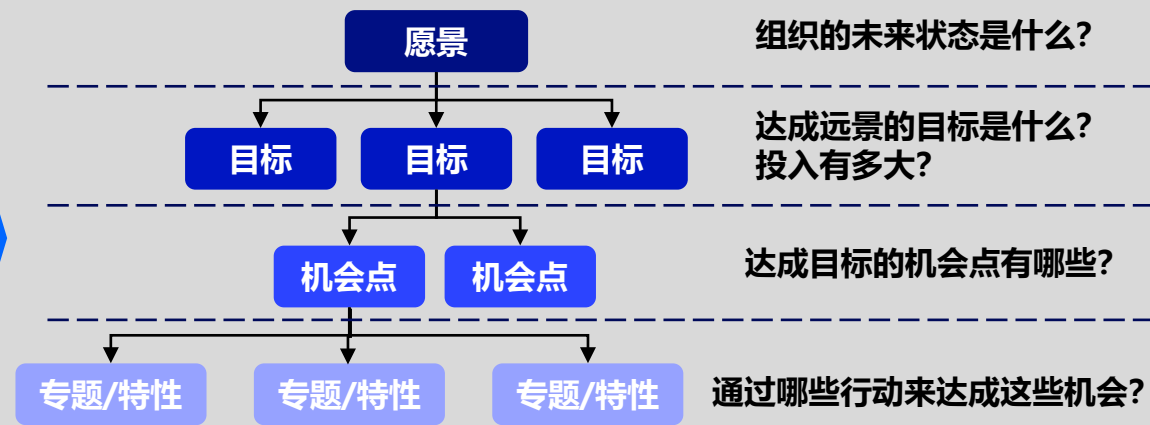 愿景
组织的未来状态是什么？
目标
目标
目标
达成远景的目标是什么？
投入有多大？
机会点
机会点
达成目标的机会点有哪些？
专题/特性
专题/特性
专题/特性
通过哪些行动来达成这些机会？